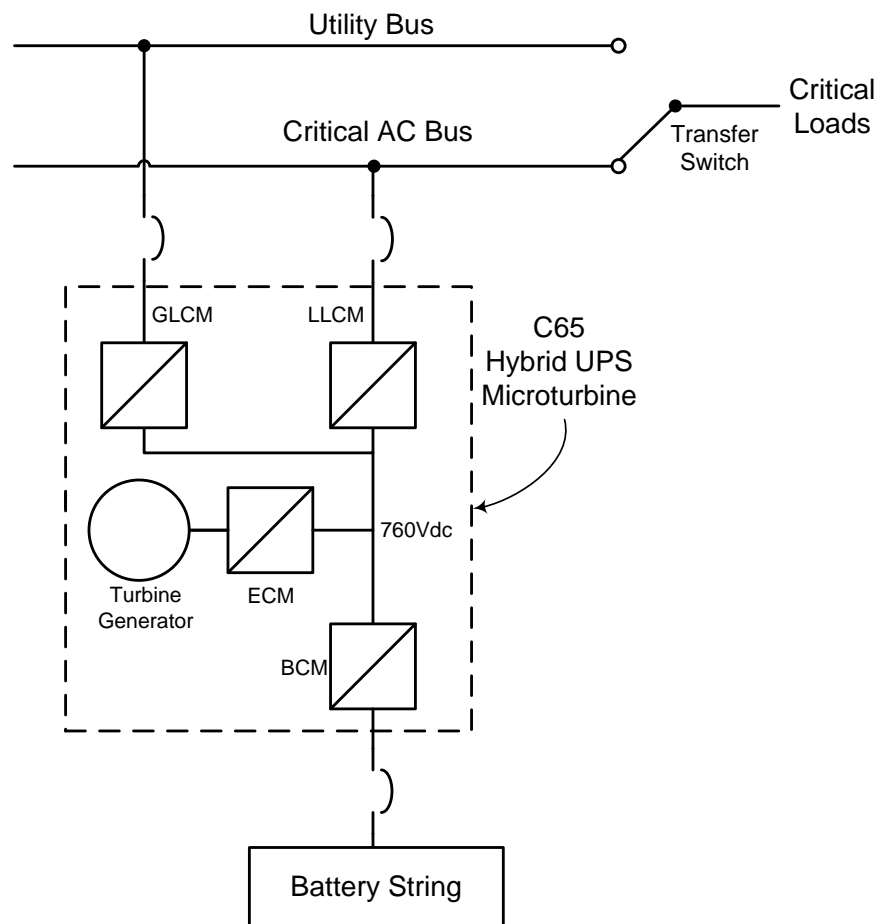 Utility Bus
Critical AC Bus
Transfer
Switch
Critical
Loads
GLCM
LLCM
C65
Hybrid UPS
Microturbine
760Vdc
Turbine
Generator
ECM
BCM
Battery String